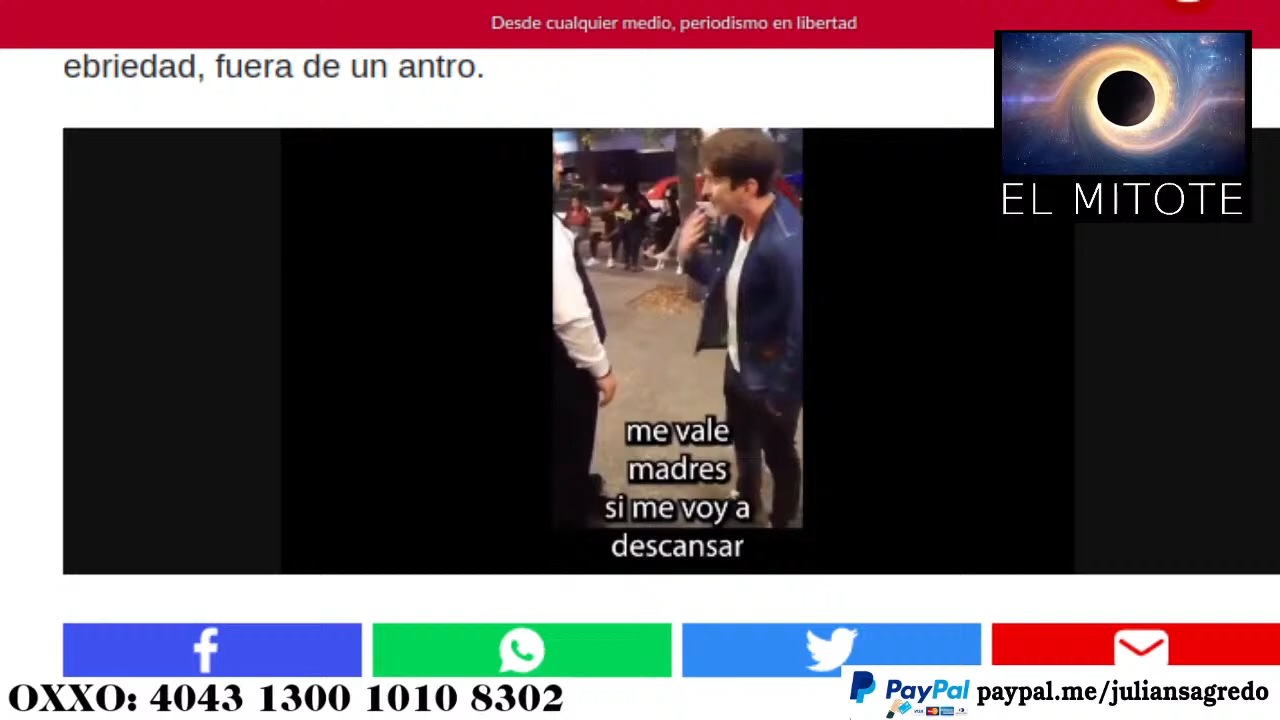 Desde cualquier medio, periodismo en libertad
ebriedad, fuera de un antro.
EL MITOTE
me vale
madres
si me voy a
descansar
OXXO: 4043 1300 1010 8302
PayPal paypal.me/juliansagredo